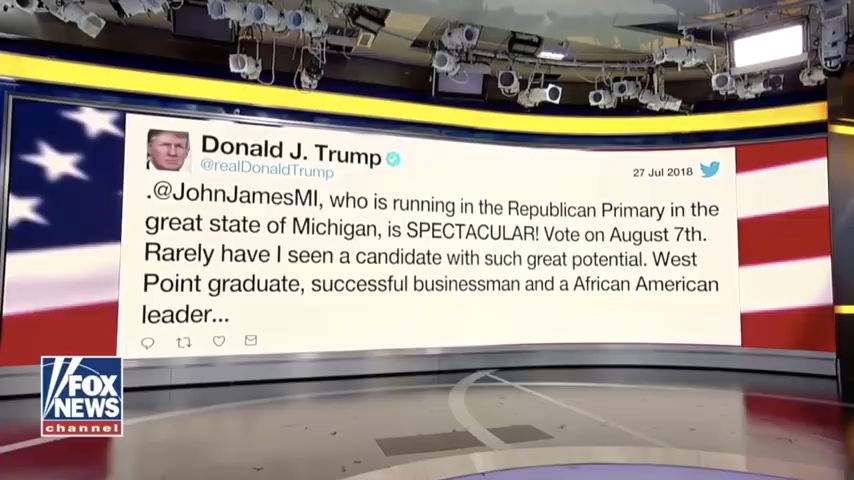 Donald J. Trump
@realDonaldTrump
27 Jul 2018
.@JohnJamesMI, who is running in the Republican Primary in the
great state of Michigan, is SPECTACULAR! Vote on August 7th.
Rarely have I seen a candidate with such great potential. West
Point graduate, successful businessman and a African American
leader...
FOX
NEWS
channel